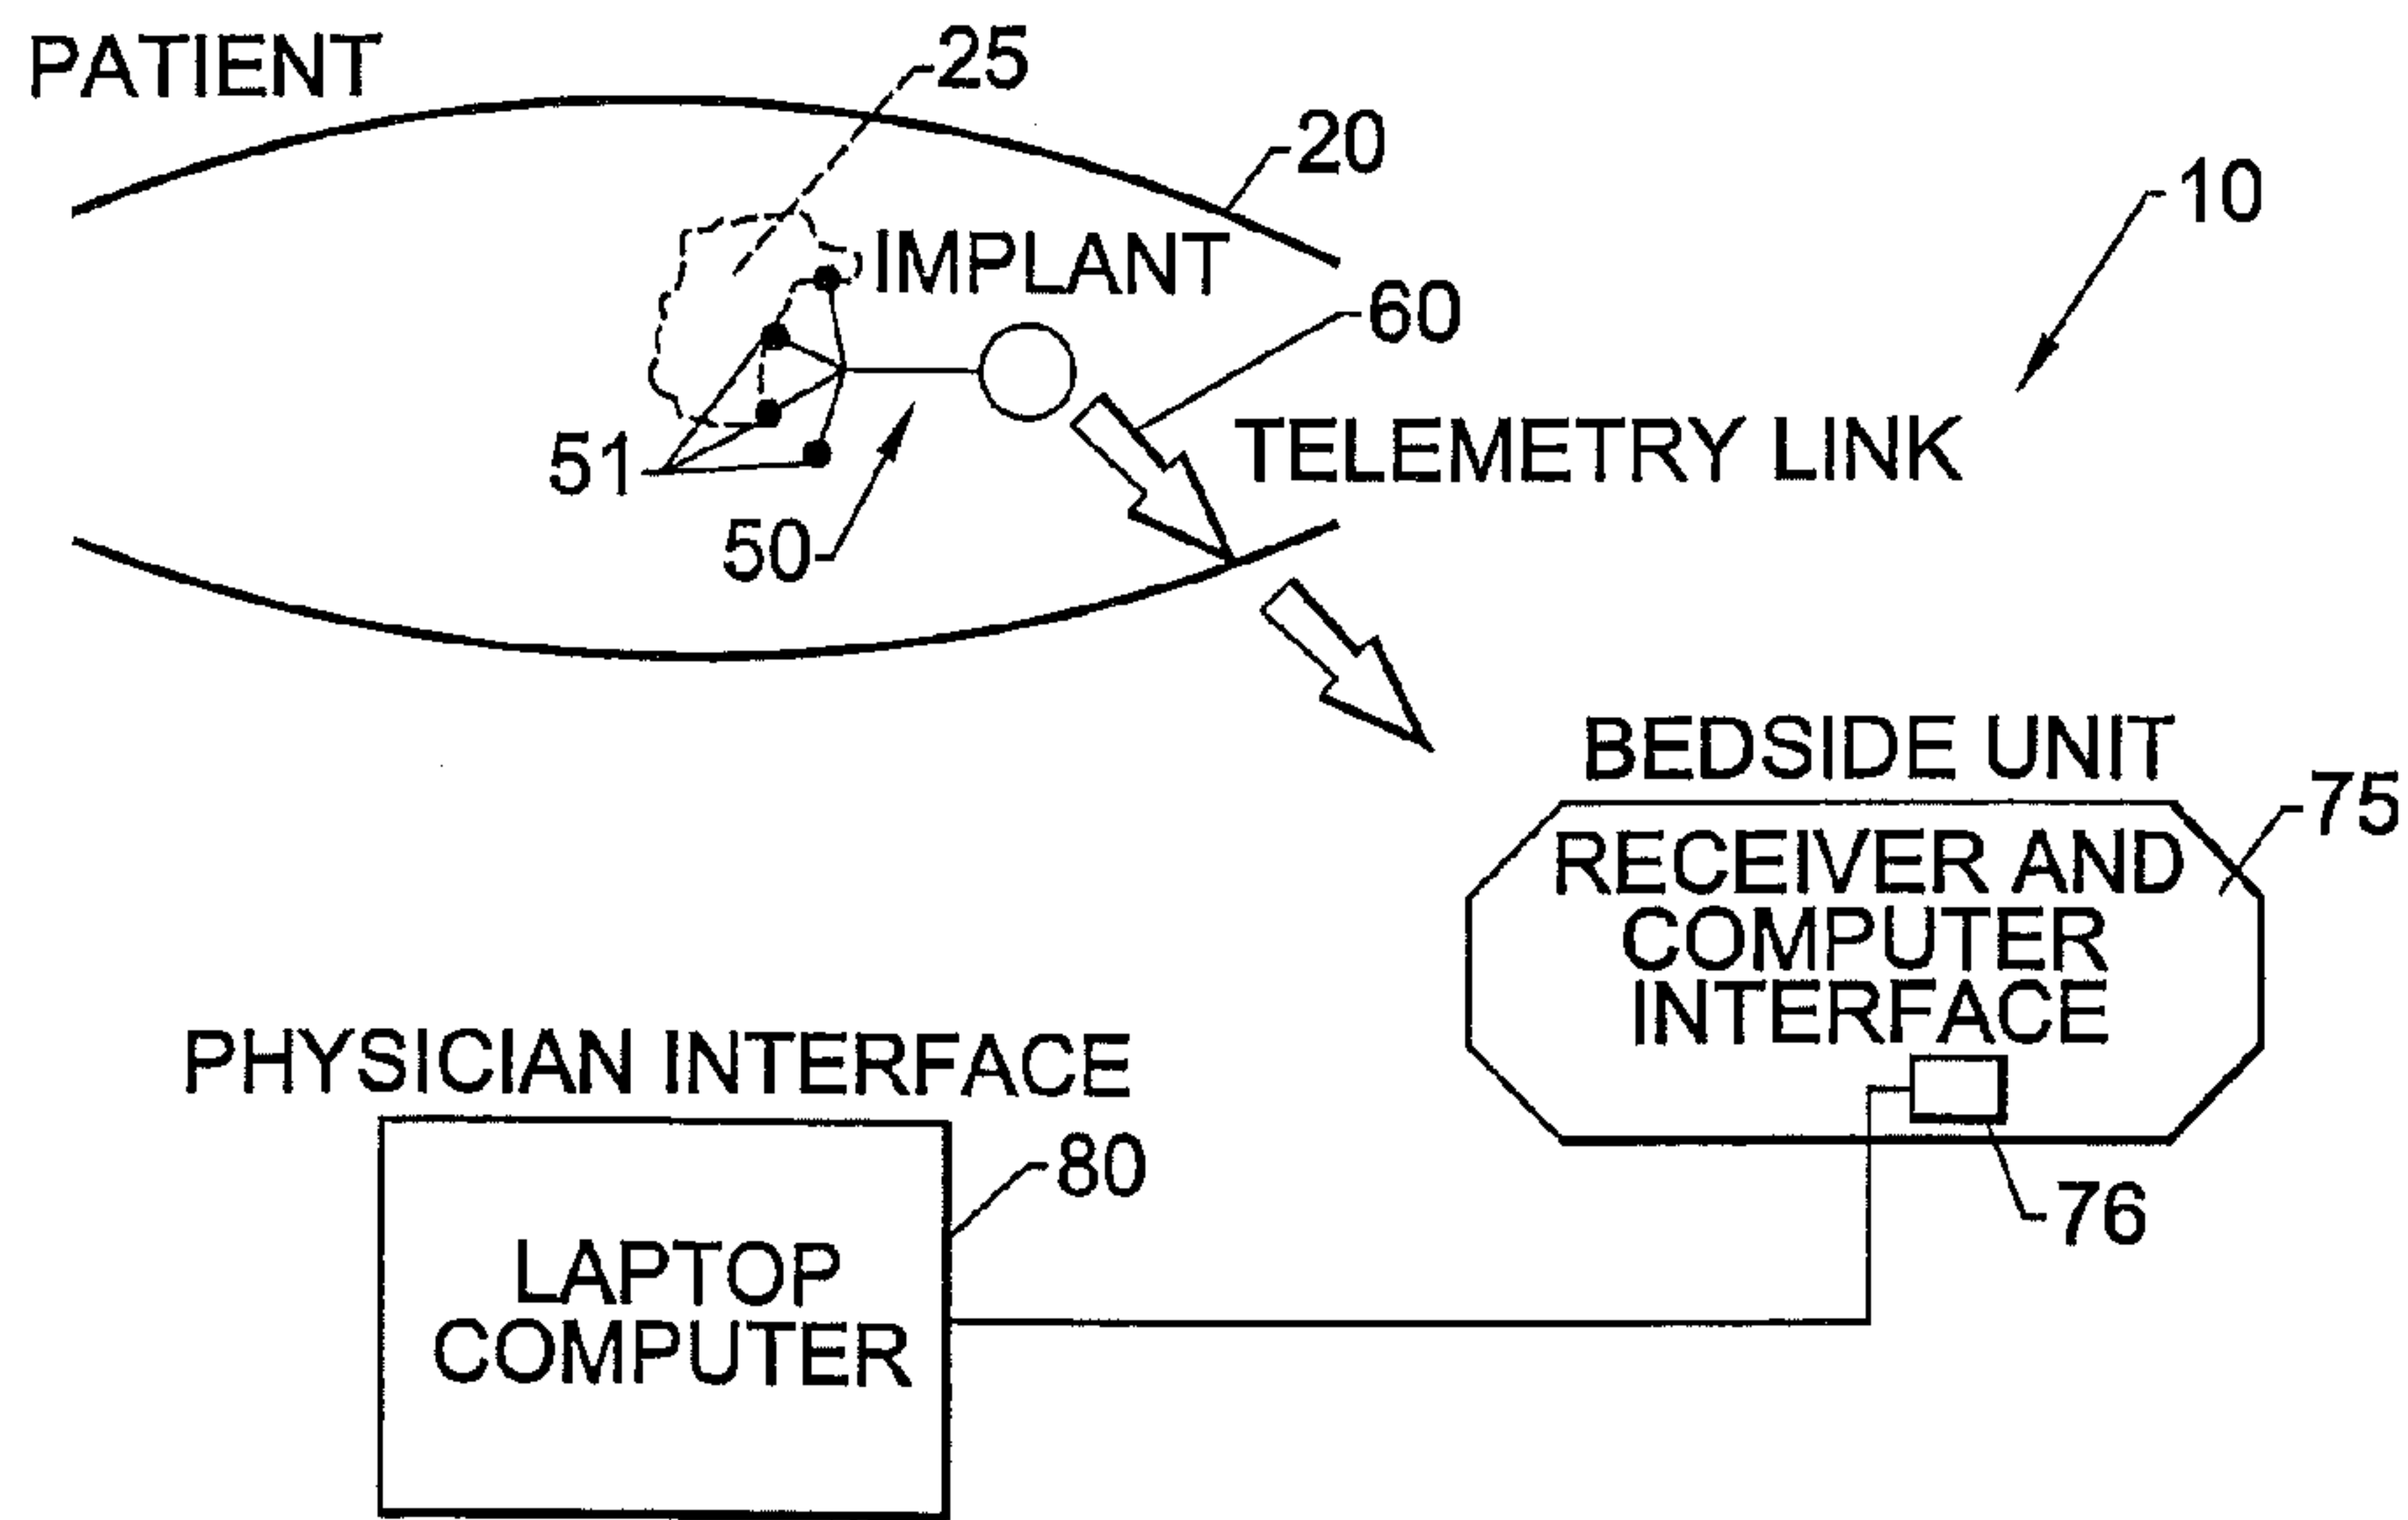 PATIENT
25
20
10
IMPLANT
60
TELEMETRY LINK
51
50
BEDSIDE UNIT
75
RECEIVER AND
COMPUTER
INTERFACE
76
PHYSICIAN INTERFACE
80
LAPTOP
COMPUTER